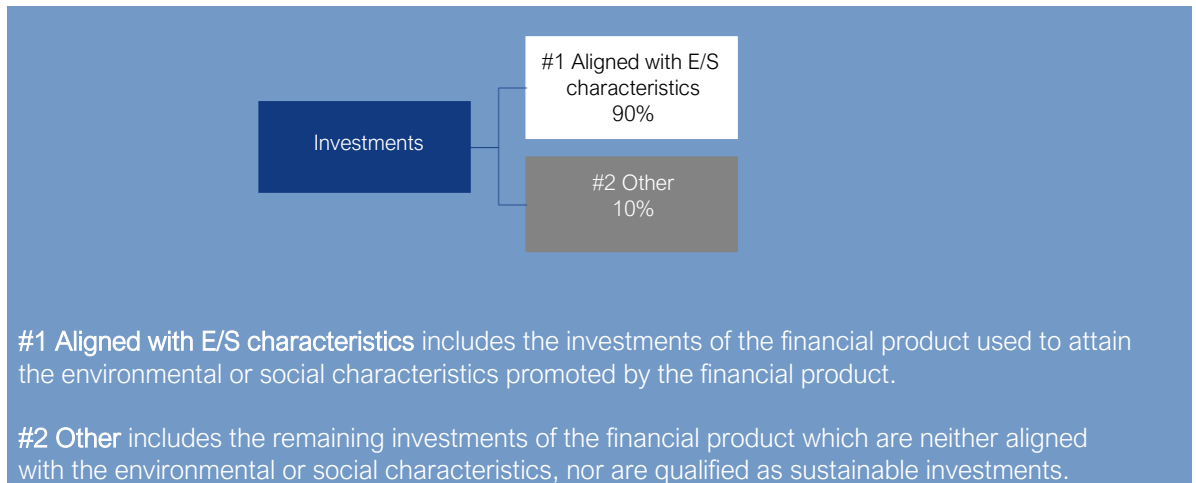 #1 Aligned with E/S
characteristics
90%
Investments
#2 Other
10%
#1 Aligned with E/S characteristics includes the investments of the financial product used to attain
the environmental or social characteristics promoted by the financial product.
#2 Other includes the remaining investments of the financial product which are neither aligned
with the environmental or social characteristics, nor are qualified as sustainable investments.